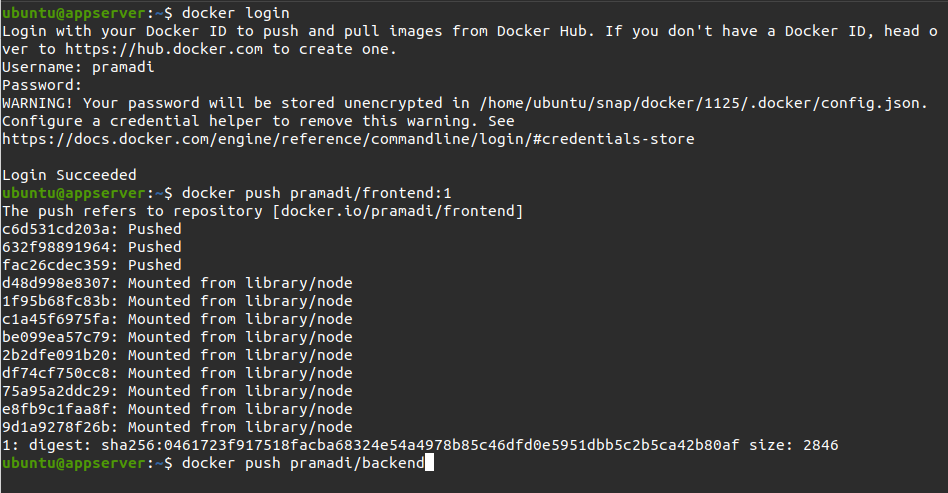 ubuntu@appserver:~$ docker login
Login with your Docker ID to push and pull images from Docker Hub. If you don't have a Docker ID, head o
ver to https://hub.docker.com to create one.
Username: pramadi
Password:
WARNING! Your password will be stored unencrypted in /home/ubuntu/snap/docker/1125/.docker/config.json.
Configure a credential helper to remove this warning. See
https://docs.docker.com/engine/reference/commandline/login/#credentials-store
Login Succeeded
ubuntu@appserver:~$ docker push pramadi/frontend:1
The push refers to repository [docker.io/pramadi/frontend]
c6d531cd203a: Pushed
632f98891964: Pushed
fac26cdec359: Pushed
d48d998e8307: Mounted from library/node
1f95b68fc83b: Mounted from library/node
c1a45f6975fa: Mounted from library/node
be099ea57c79: Mounted from library/node
2b2dfe091b20: Mounted from library/node
df74cf750cc8: Mounted from library/node
75a95a2ddc29: Mounted from library/node
e8fb9c1faa8f: Mounted from library/node
9d1a9278f26b: Mounted from library/node
1: digest: sha256:0461723f917518facba68324e54a4978b85c46dfd0e5951dbb5c2b5ca42b80af size: 2846
ubuntu@appserver:~$ docker push pramadi/backend